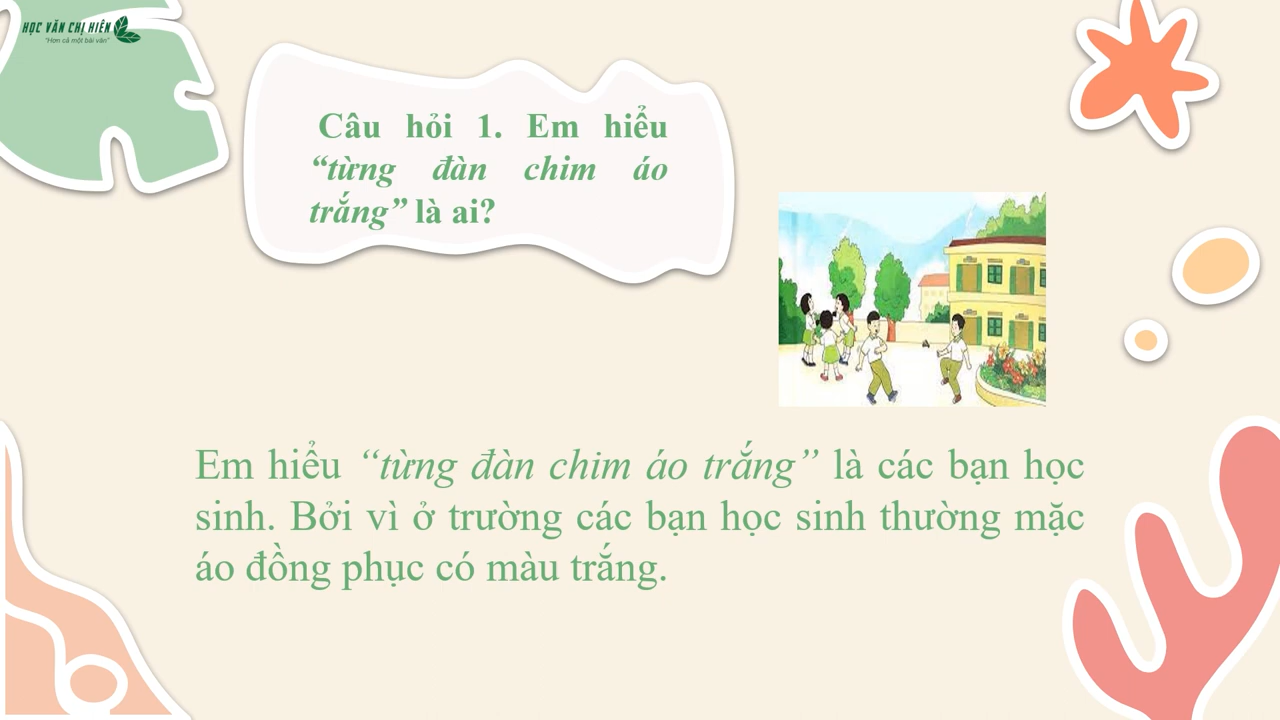 HỌC VĂN CHỊ HIÊN
"Hơn cả một bài văn"
Câu hỏi 1. Em hiểu
“từng đàn chim áo
trắng” là ai?
Em hiểu “từng đàn chim áo trắng” là các bạn học
sinh. Bởi vì ở trường các bạn học sinh thường mặc
áo đồng phục có màu trắng.